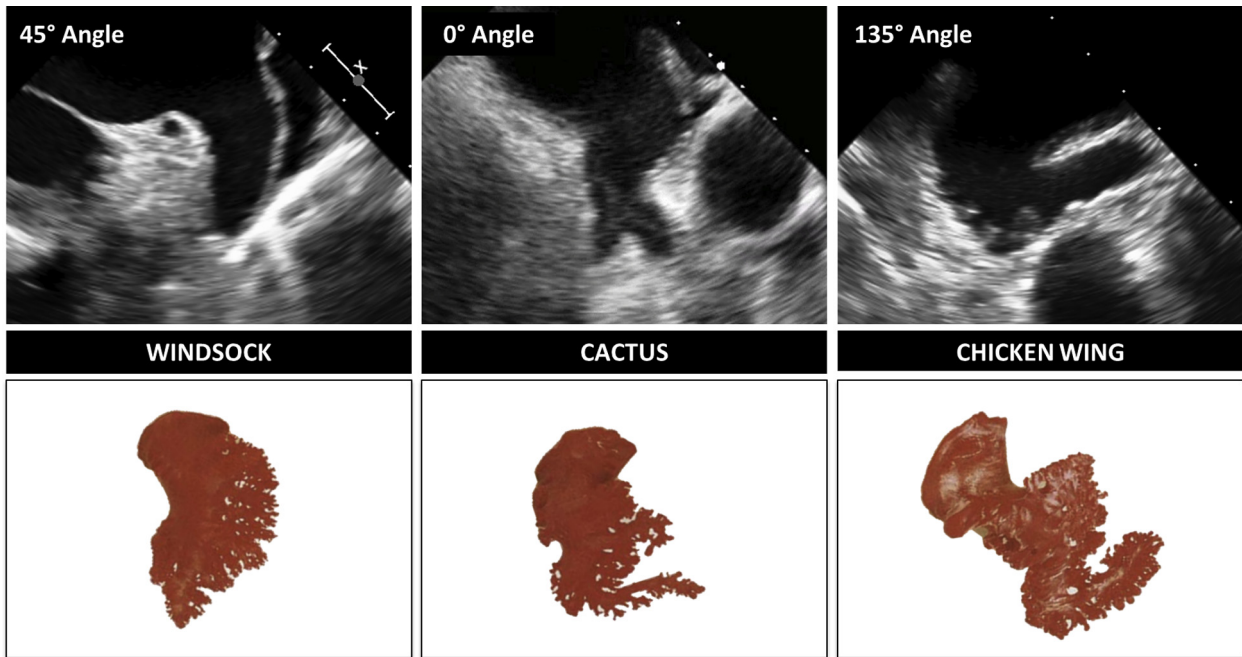 45° Angle
0° Angle
135° Angle
X
WINDSOCK
CACTUS
CHICKEN WING